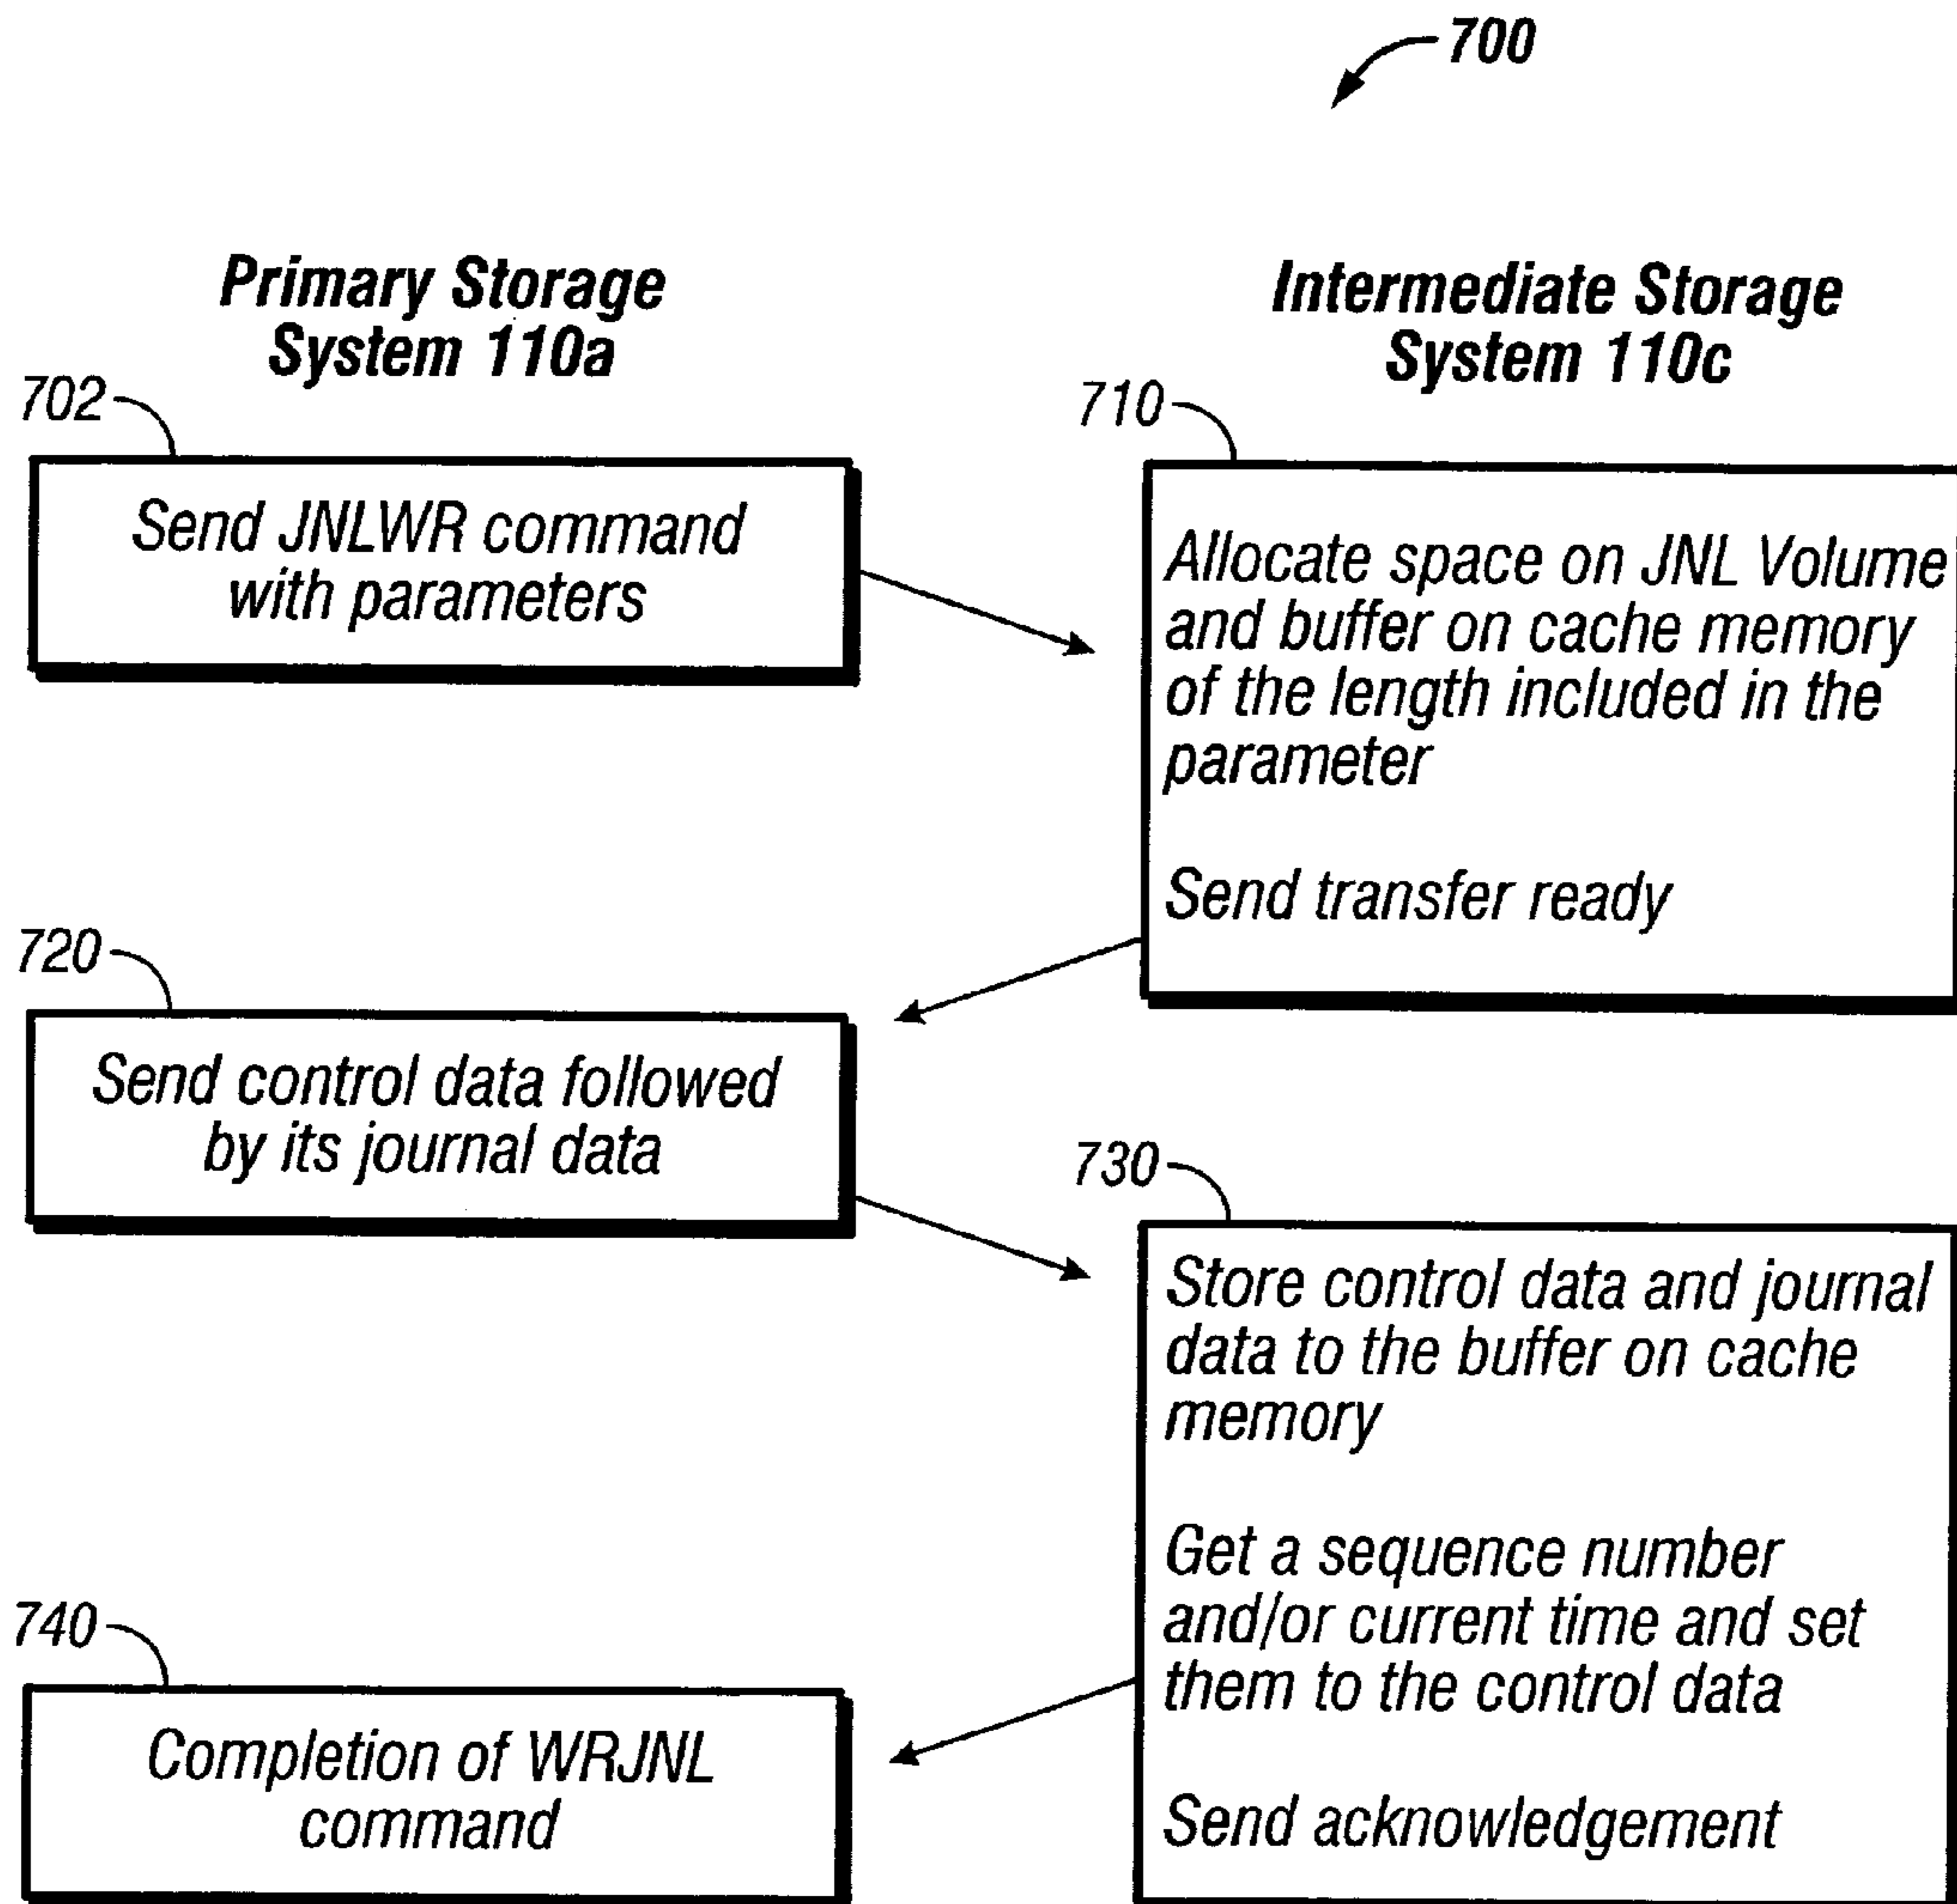 700
Primary Storage
System 110a
Intermediate Storage
System 110c
702
Send JNLWR command
with parameters
710
Allocate space on JNL Volume
and buffer on cache memory
of the length included in the
parameter
Send transfer ready
720
Send control data followed
by its journal data
730
Store control data and journal
data to the buffer on cache
memory
Get a sequence number
and/or current time and set
them to the control data
Send acknowledgement
740
Completion of WRJNL
command